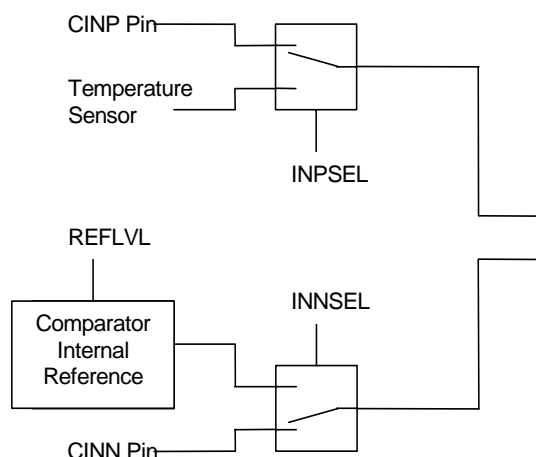 CINP Pin
Temperature
Sensor
INPSEL
REFLVL
INNSEL
Comparator
Internal
Reference
CINN Pin